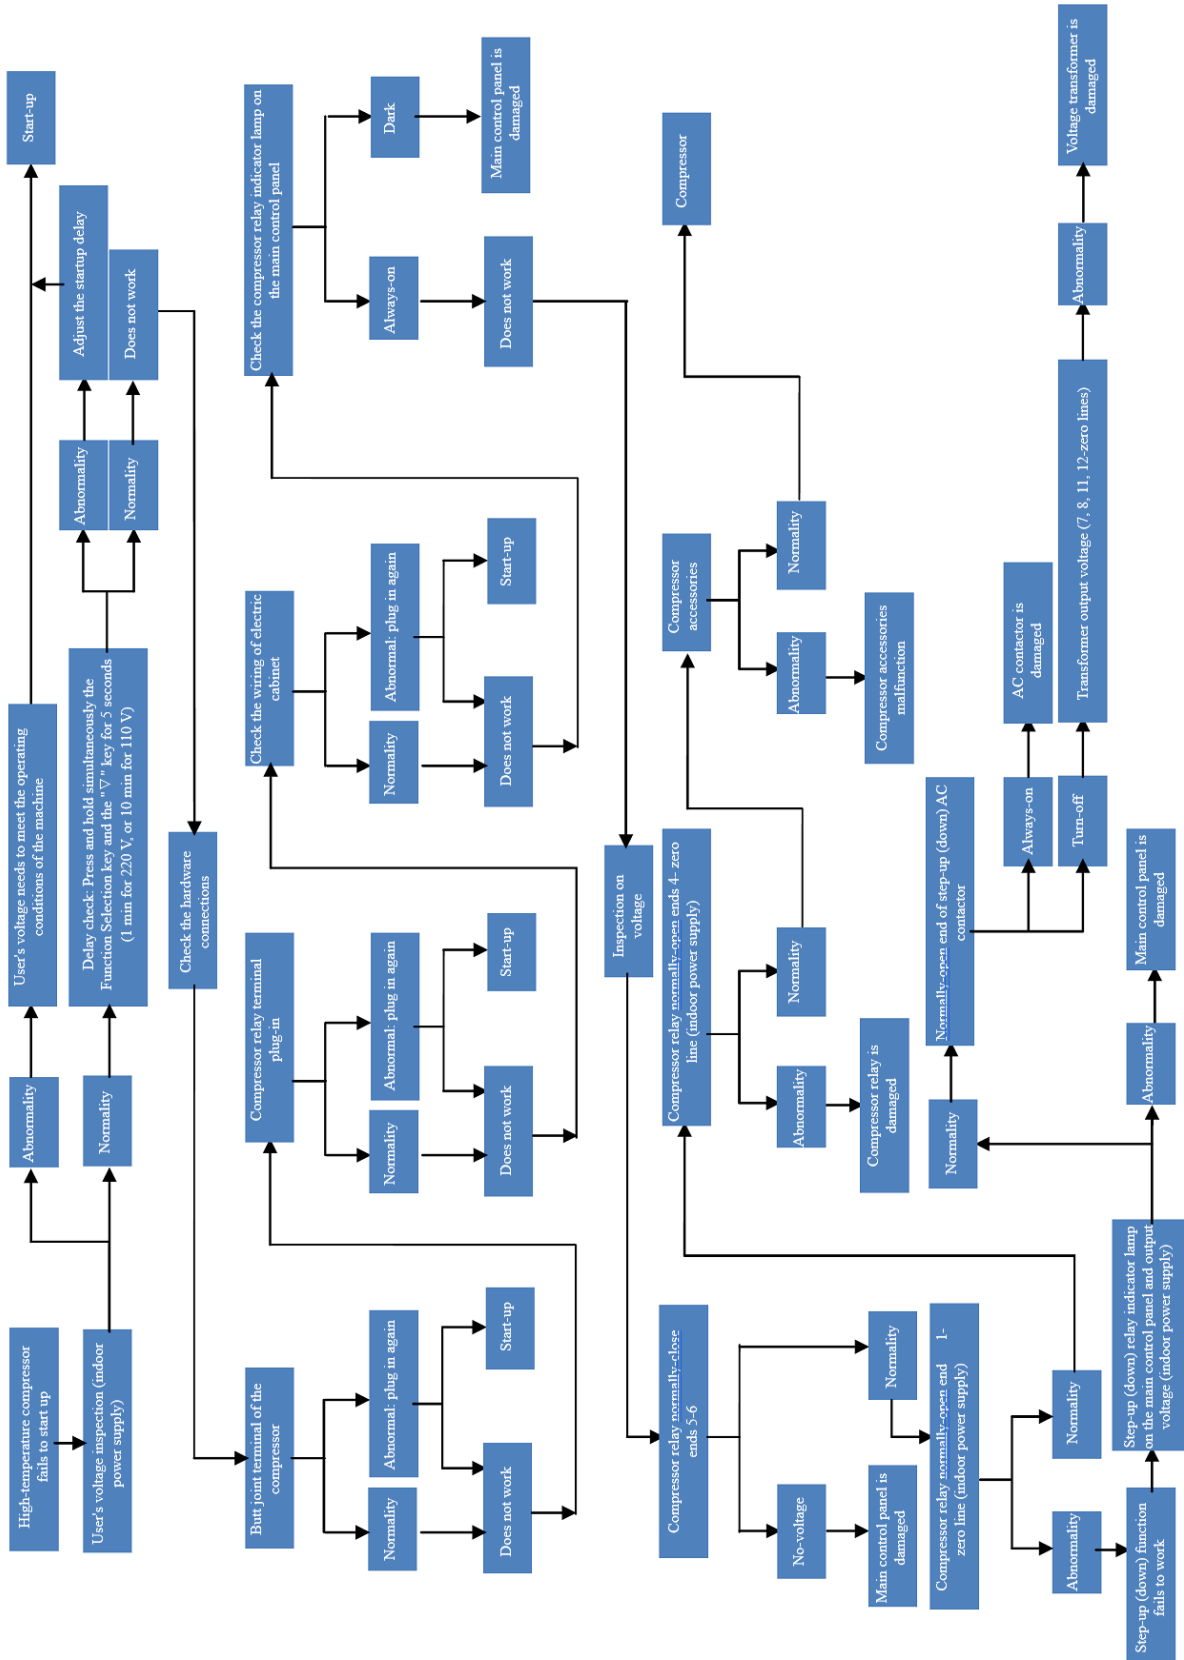 High-temperature compressor
fails to start up
User's voltage inspection (indoor
power supply)
Abnormality
Normality
User's voltage needs to meet the operating
conditions of the machine
Delay check: Press and hold simultaneously the
Function Selection key and the "▽" key for 5 seconds
(1 min for 220 V, or 10 min for 110 V)
Abnormality
Normality
Adjust the startup delay
Does not work
Start-up
Check the hardware
connections
Butt joint terminal of the
compressor
Normality
Abnormal: plug in again
Does not work
Start-up
Compressor relay terminal
plug-in
Normality
Abnormal: plug in again
Does not work
Start-up
Check the wiring of electric
cabinet
Normality
Abnormal: plug in again
Does not work
Start-up
Check the compressor relay indicator lamp on
the main control panel
Always-on
Dark
Does not work
Main control panel is
damaged
Inspection on
voltage
Compressor relay normally-close
ends 5-6
No-voltage
Normality
Main control panel is
damaged
Compressor relay normally-open end 1-
zero line (indoor power supply)
Abnormality
Normality
Step-up (down) function
fails to work
Compressor relay normally-open ends 4- zero
line (indoor power supply)
Abnormality
Normality
Compressor relay is
damaged
Compressor
accessories
Abnormality
Normality
Compressor accessories
malfunction
Compressor
Step-up (down) relay indicator lamp
on the main control panel and output
voltage (indoor power supply)
Normality
Abnormality
Main control panel is
damaged
Normally-open end of step-up (down) AC
contactor
Always-on
Turn-off
AC contactor is
damaged
Transformer output voltage (7, 8, 11, 12-zero lines)
Abnormality
Voltage transformer is
damaged